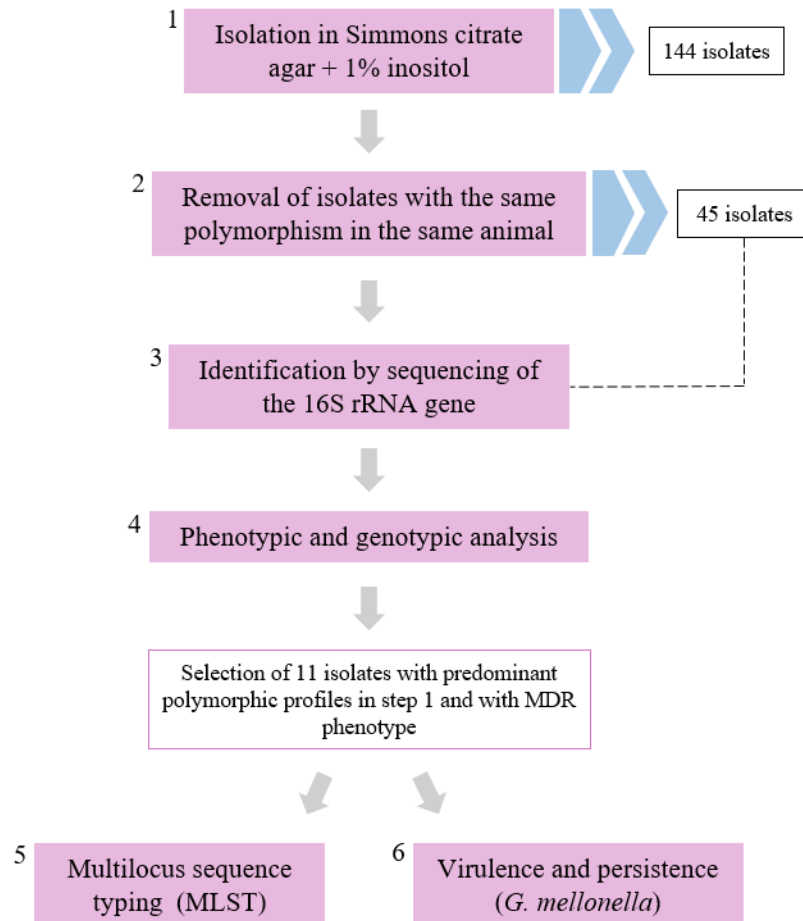 1
Isolation in Simmons citrate
agar + 1% inositol
144 isolates
2
Removal of isolates with the same
polymorphism in the same animal
45 isolates
3
Identification by sequencing of
the 16S rRNA gene
4
Phenotypic and genotypic analysis
Selection of 11 isolates with predominant
polymorphic profiles in step 1 and with MDR
phenotype
5
Multilocus sequence
typing (MLST)
6
Virulence and persistence
(G. mellonella)